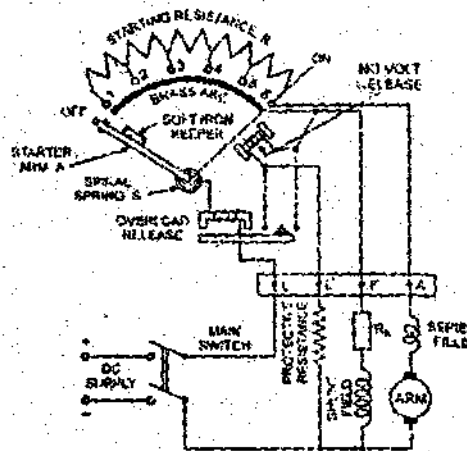 STARTING RESISTANCE R
1 2 3 4 5 6
ON
BRASS ARC
NO VOLT
RELEASE
OFF
SOFT IRON
KEEPER
STARTER
ARM A
SPIRAL
SPRING S
OVERLOAD
RELEASE
L L' F A
MAIN
SWITCH
PROTECTIVE
RESISTANCE
R
SERIES
FIELD
+
DC
SUPPLY
−
SHUNT
FIELD
ARM